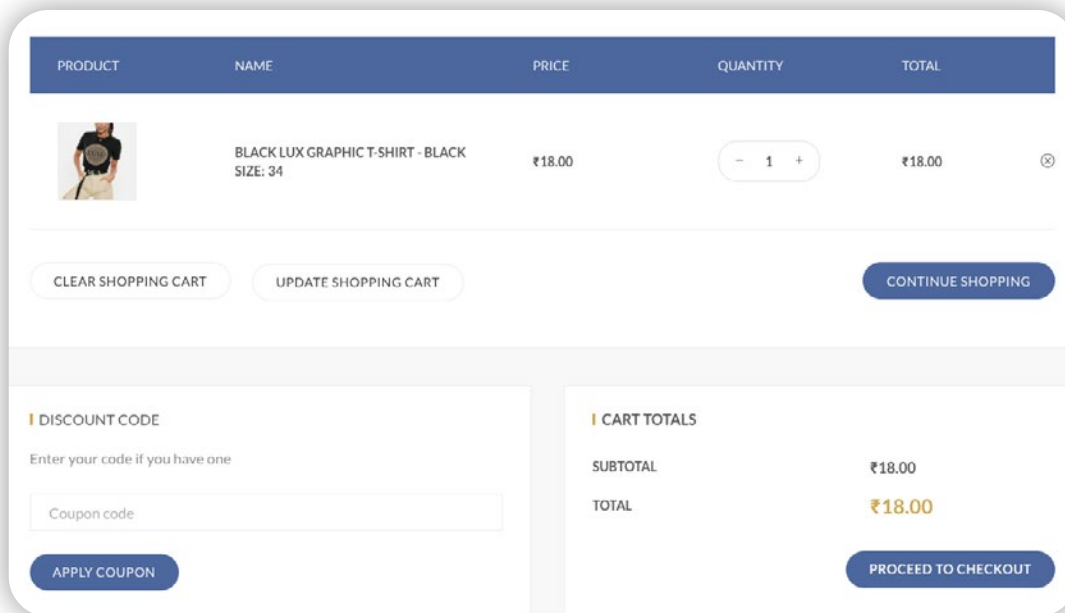 PRODUCT NAME PRICE QUANTITY TOTAL
BLACK LUX GRAPHIC T-SHIRT - BLACK
SIZE: 34
₹18.00 − 1 + ₹18.00
CLEAR SHOPPING CART UPDATE SHOPPING CART CONTINUE SHOPPING
DISCOUNT CODE
Enter your code if you have one
Coupon code
APPLY COUPON
CART TOTALS
SUBTOTAL ₹18.00
TOTAL ₹18.00
PROCEED TO CHECKOUT